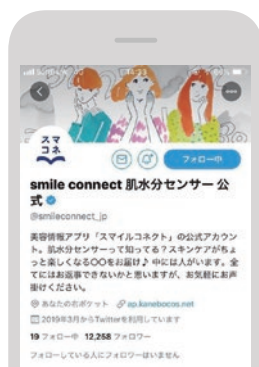 14:23
スマ
コネ
フォロー中
smile connect 肌水分センサー 公
式
@smileconnect_jp
美容情報アプリ「スマイルコネクト」の公式アカウン
ト。肌水分センサーって知ってる？スキンケアがちょ
っと楽しくなる〇〇をお届け♪ 中には人がいます。全
てにはお返事できないかと思いますが、お気軽にお声
掛けください。
あなたの右ポケット ap.kanebocos.net
2019年3月からTwitterを利用しています
19 フォロー中 12,258 フォロワー
フォローしている人にフォロワーはいません